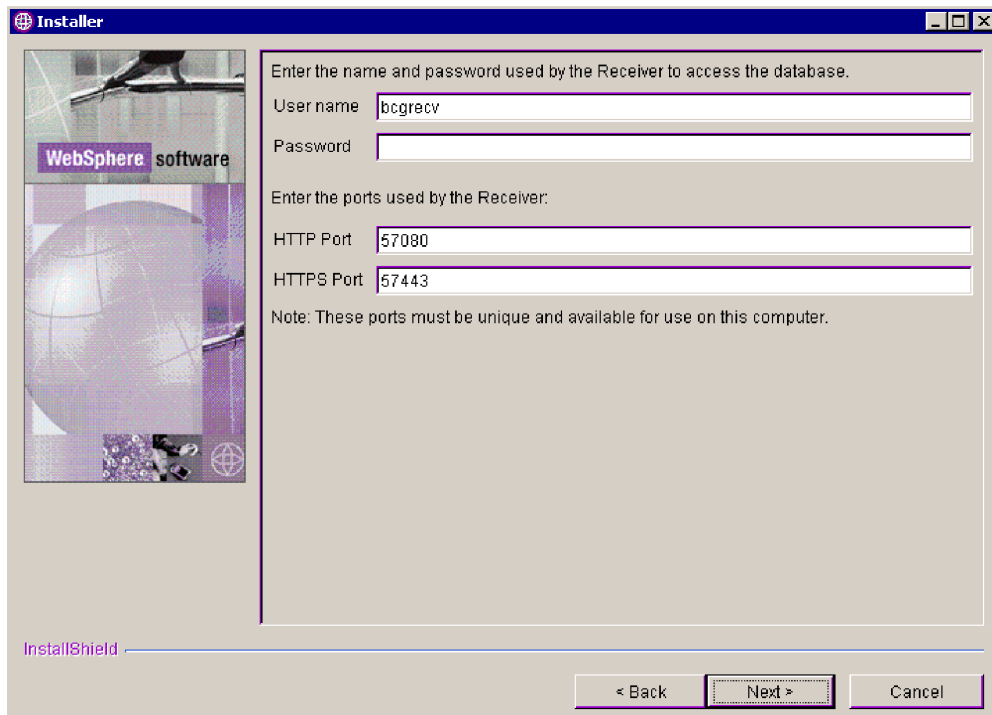 Installer
WebSphere software
Enter the name and password used by the Receiver to access the database.
User name bcgrecv
Password
Enter the ports used by the Receiver:
HTTP Port 57080
HTTPS Port 57443
Note: These ports must be unique and available for use on this computer.
InstallShield
< Back Next > Cancel